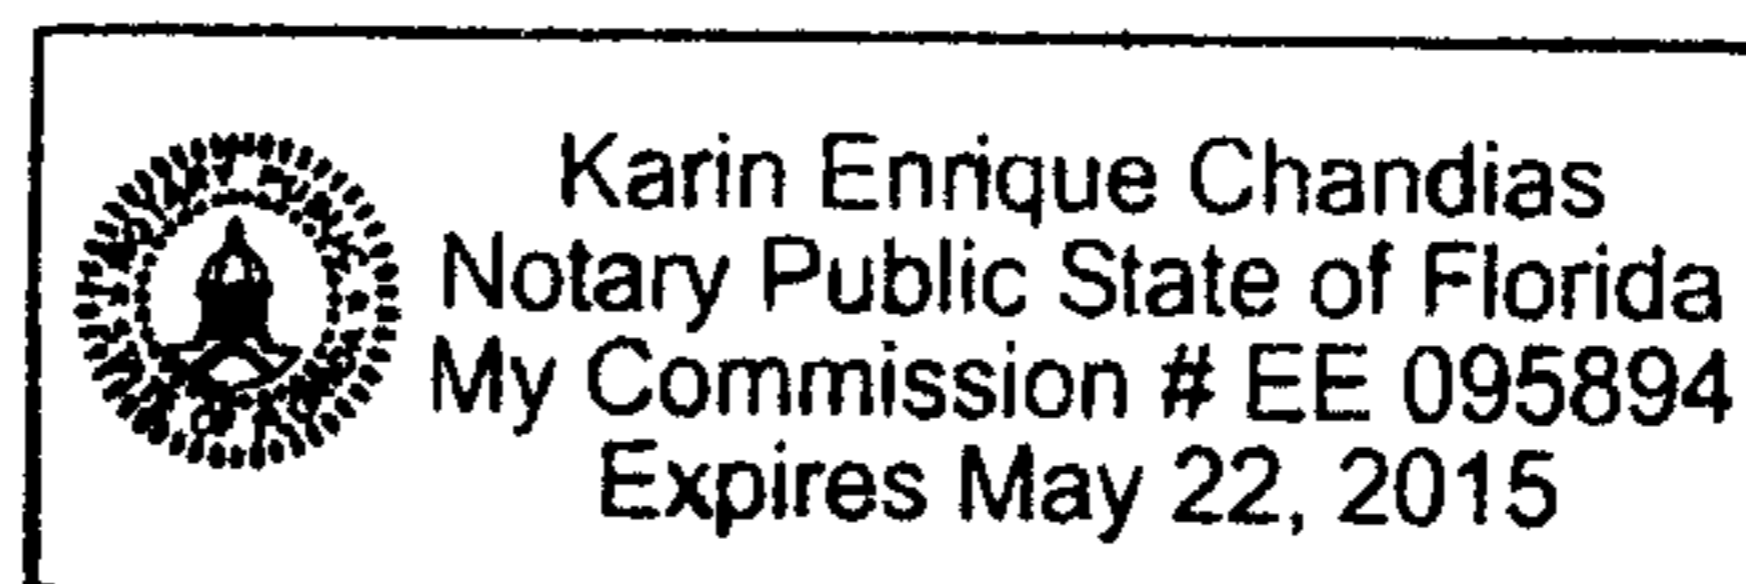 Karin Enrique Chandias
Notary Public State of Florida
My Commission # EE 095894
Expires May 22, 2015